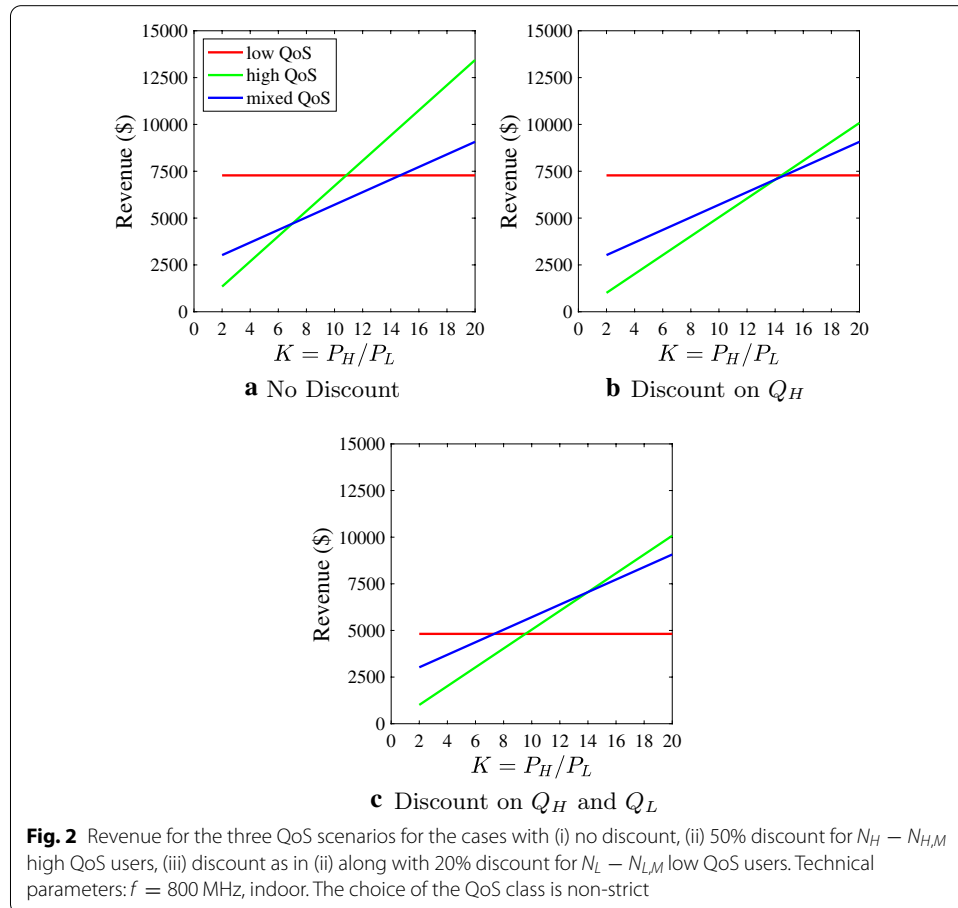 15000
12500
10000
7500
5000
2500
0
Revenue ($)
low QoS
high QoS
mixed QoS
0 2 4 6 8 10 12 14 16 18 20
K = P_H/P_L
a No Discount
15000
12500
10000
7500
5000
2500
0
Revenue ($)
0 2 4 6 8 10 12 14 16 18 20
K = P_H/P_L
b Discount on Q_H
15000
12500
10000
7500
5000
2500
0
Revenue ($)
0 2 4 6 8 10 12 14 16 18 20
K = P_H/P_L
c Discount on Q_H and Q_L
Fig. 2 Revenue for the three QoS scenarios for the cases with (i) no discount, (ii) 50% discount for N_H − N_{H,M}
high QoS users, (iii) discount as in (ii) along with 20% discount for N_L − N_{L,M} low QoS users. Technical
parameters: f = 800 MHz, indoor. The choice of the QoS class is non-strict